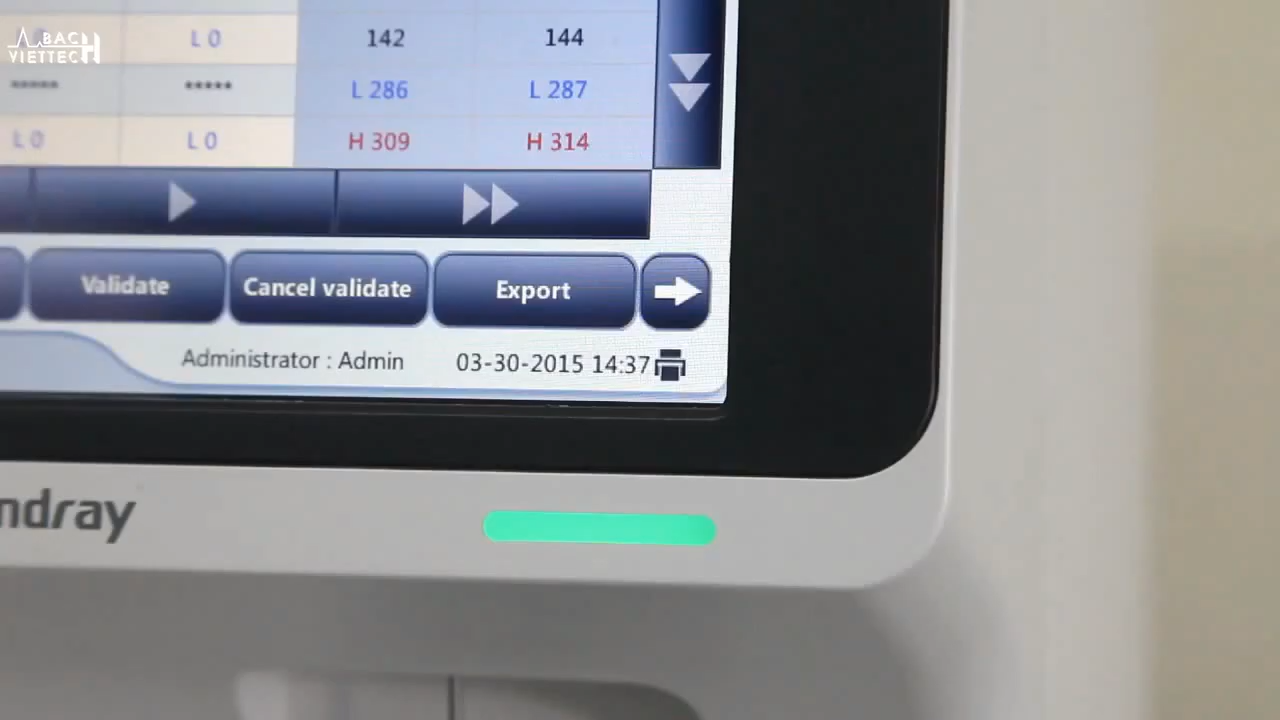 BACH
VIETTECH
L 0 142 144
***** ***** L 286 L 287
L 0 L 0 H 309 H 314
Validate Cancel validate Export
Administrator : Admin 03-30-2015 14:37
ndray